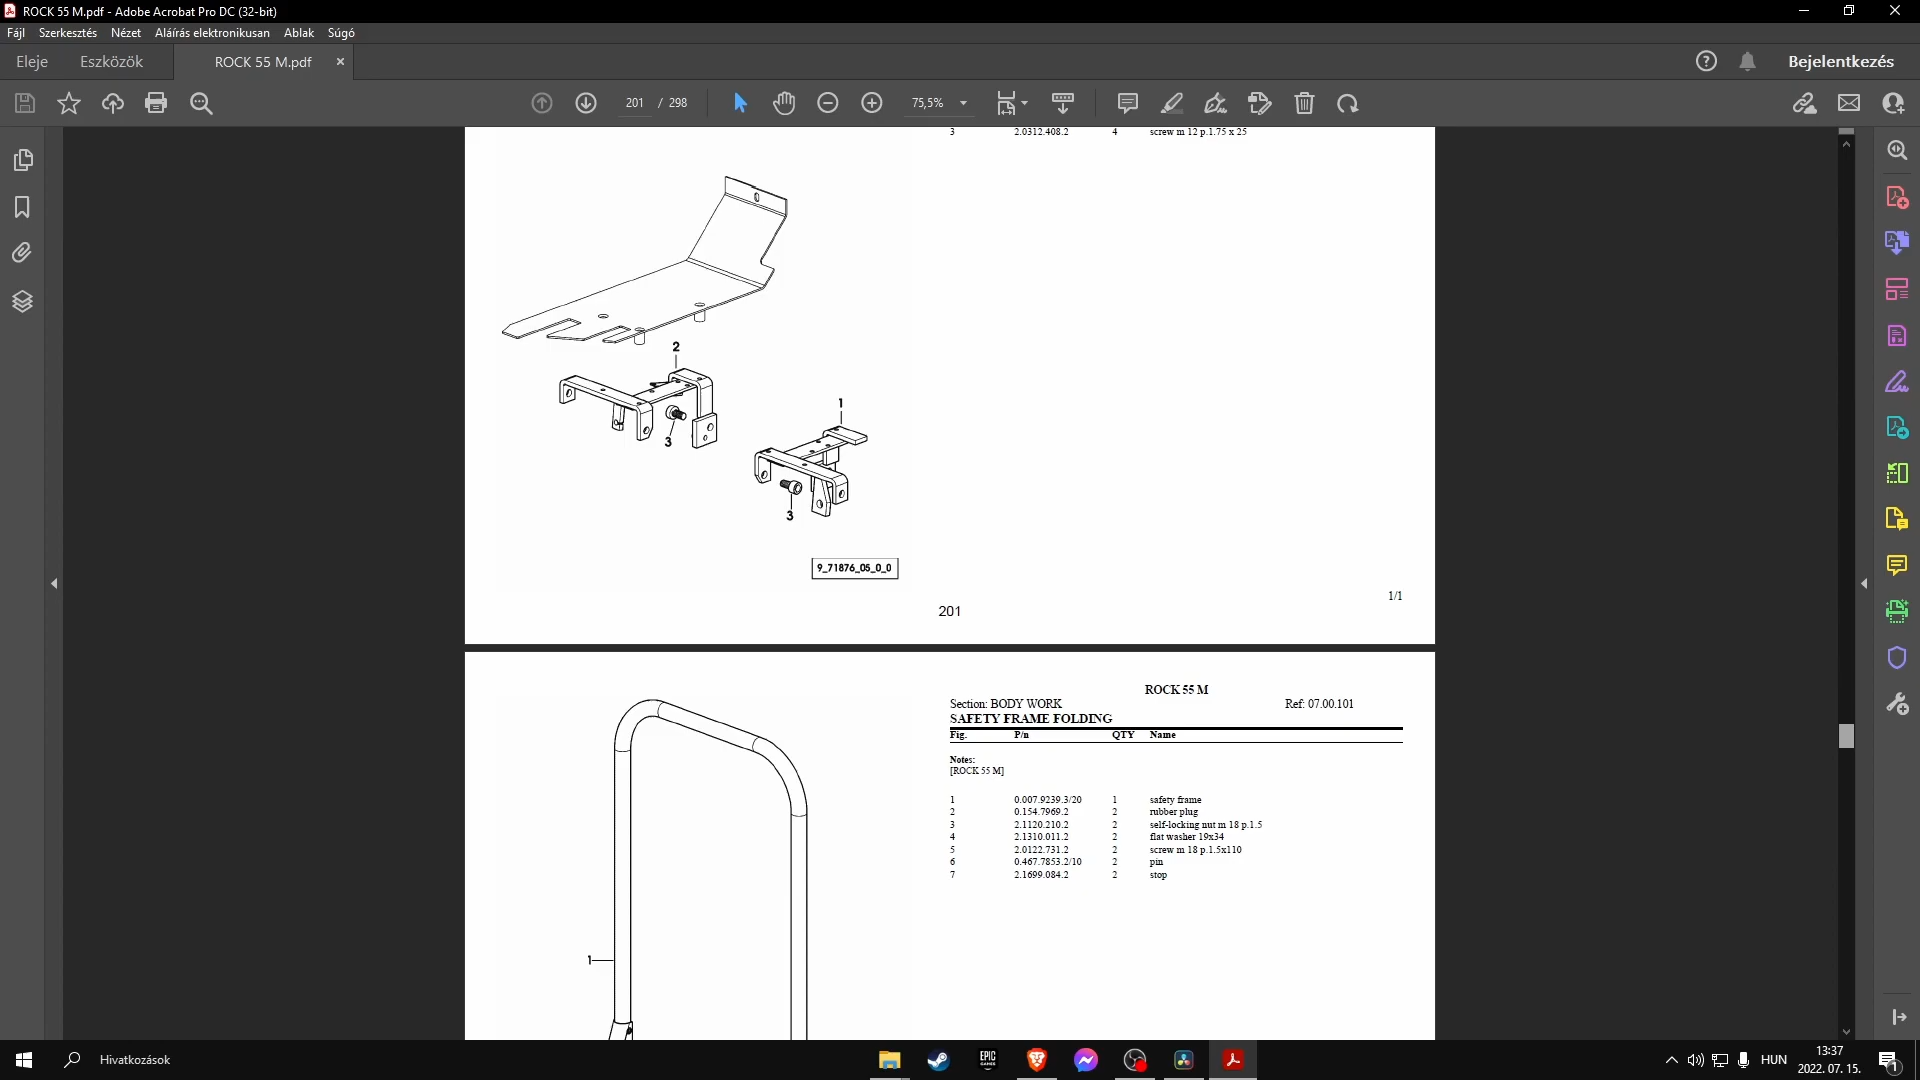 ROCK 55 M.pdf - Adobe Acrobat Pro DC (32-bit)
Fájl Szerkesztés Nézet Aláírás elektronikusan Ablak Súgó
Eleje Eszközök ROCK 55 M.pdf × Bejelentkezés
201 / 298 75,5%
3 2.0312.408.2 4 screw m 12 p.1.75 x 25
2
1
3
3
9_71876_05_0_0
1/1
201
ROCK 55 M
Section: BODY WORK Ref: 07.00.101
SAFETY FRAME FOLDING
Fig. P/n QTY Name
Notes:
[ROCK 55 M]
1 0.007.9239.3/20 1 safety frame
2 0.154.7969.2 2 rubber plug
3 2.1120.210.2 2 self-locking nut m 18 p.1.5
4 2.1310.011.2 2 flat washer 19x34
5 2.0122.731.2 2 screw m 18 p.1.5x110
6 0.467.7853.2/10 2 pin
7 2.1699.084.2 2 stop
1
Hivatkozások EPIC GAMES HUN 13:37
2022. 07. 15. 1